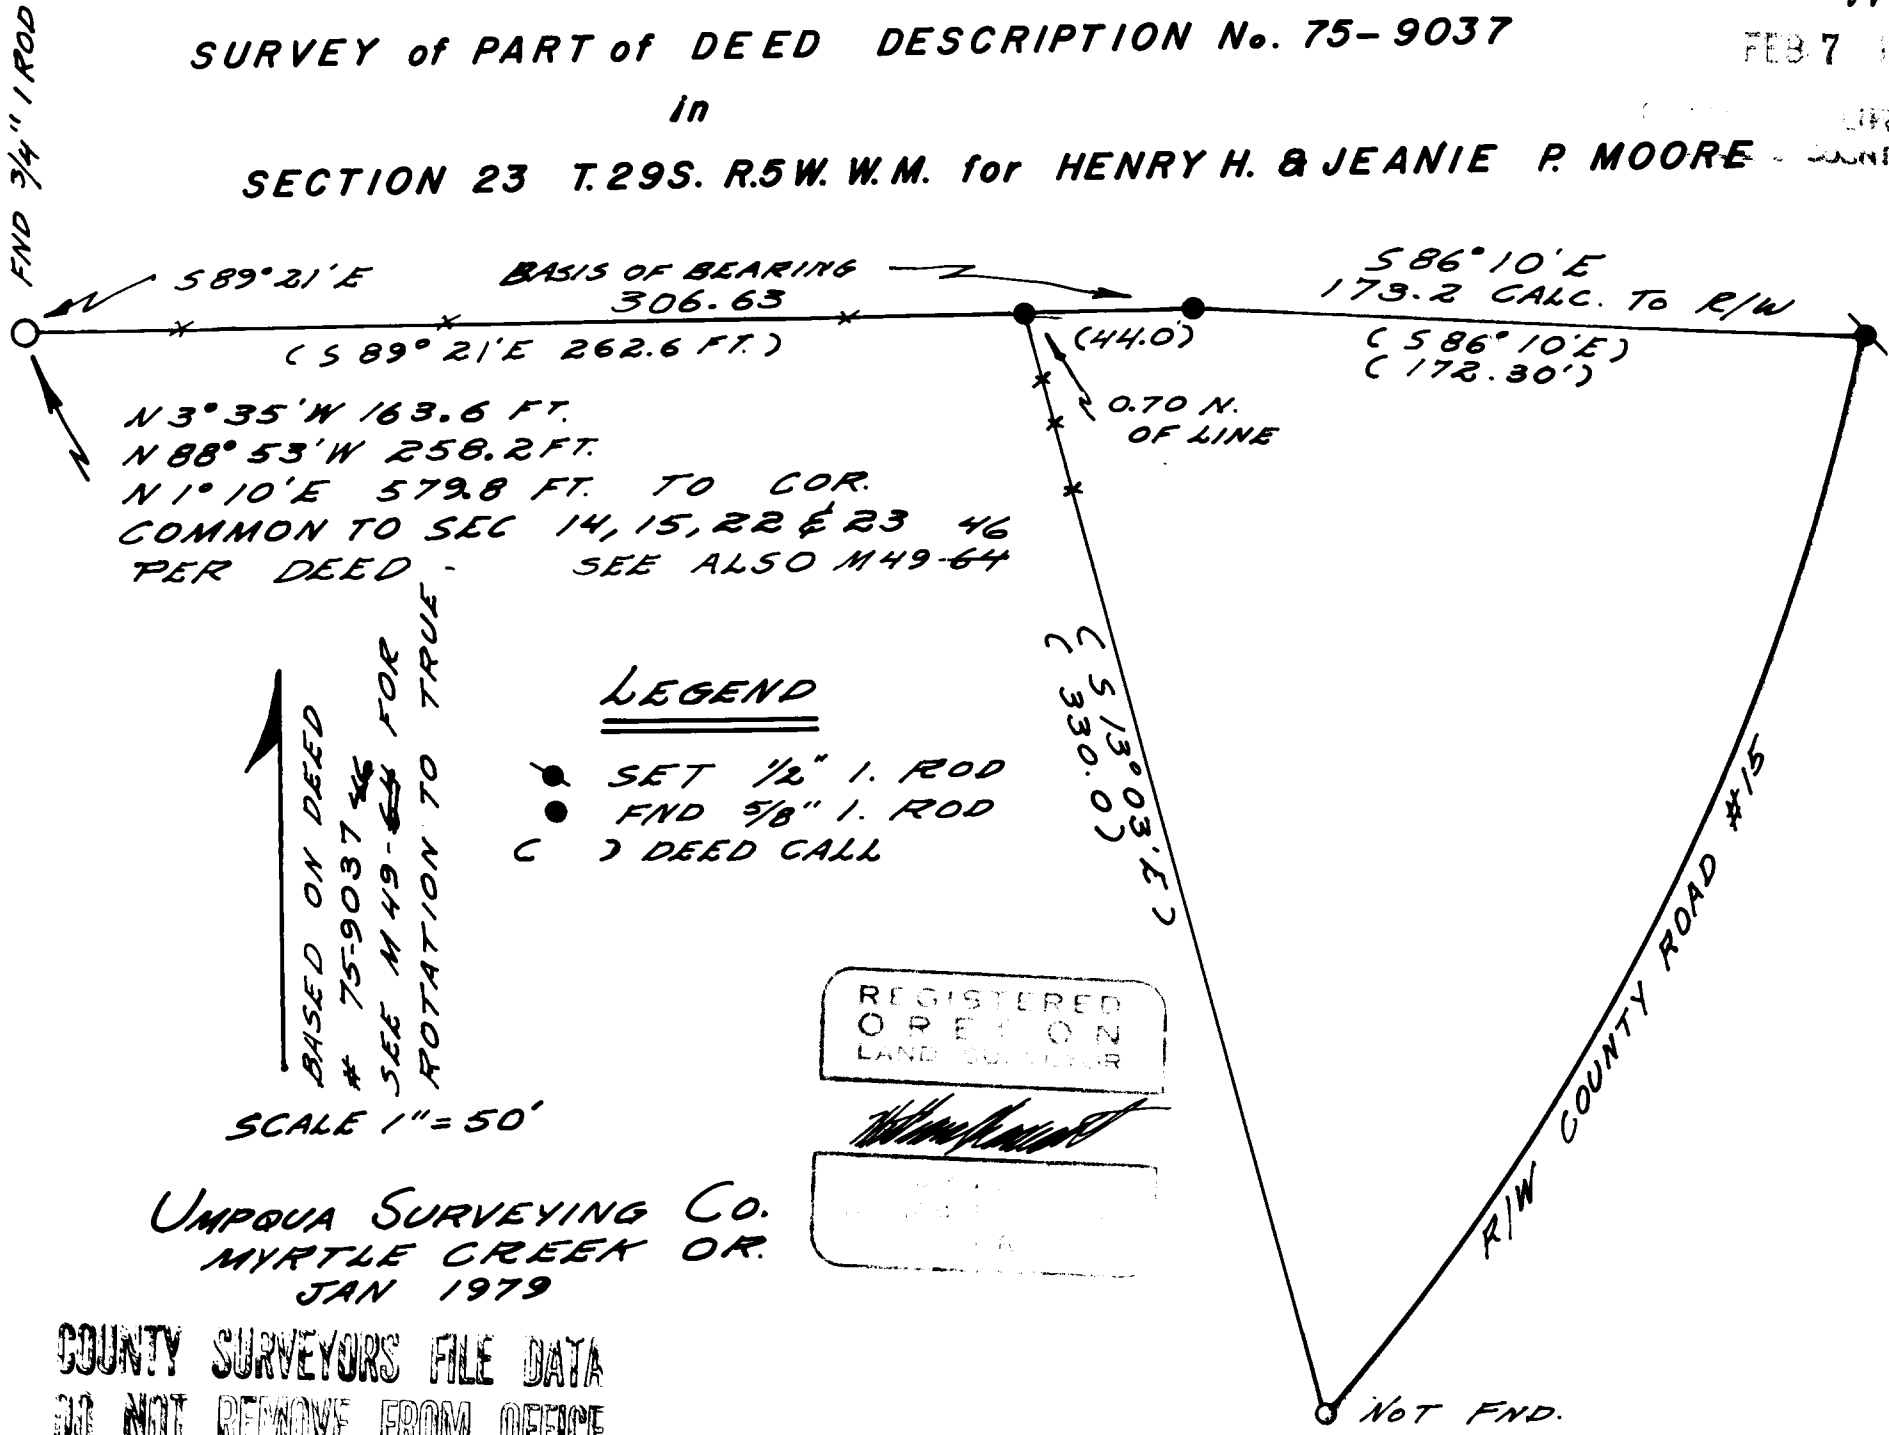 SURVEY of PART of DEED DESCRIPTION No. 75-9037
in
SECTION 23 T.29S. R.5W. W.M. for HENRY H. & JEANIE P. MOORE
FEB 7
FND 3/4" I ROD
S 89° 21' E
BASIS OF BEARING
306.63
(S 89° 21' E 262.6 FT.)
(44.0')
S 86° 10' E
173.2 CALC. TO R/W
(S 86° 10' E)
(172.30')
0.70 N.
OF LINE
N 3° 35' W 163.6 FT.
N 88° 53' W 258.2 FT.
N 1° 10' E 579.8 FT. TO COR.
COMMON TO SEC 14, 15, 22 & 23 46
PER DEED - SEE ALSO M49-64
(S 13° 03' E)
(330.0)
BASED ON DEED
# 75-9037 46
SEE M49-64 FOR
ROTATION TO TRUE
LEGEND
SET 1/2" I. ROD
FND 5/8" I. ROD
( ) DEED CALL
SCALE 1" = 50'
R/W COUNTY ROAD #15
REGISTERED
OREGON
LAND SURVEYOR
UMPQUA SURVEYING CO.
MYRTLE CREEK OR.
JAN 1979
COUNTY SURVEYORS FILE DATA
DO NOT REMOVE FROM OFFICE
NOT FND.